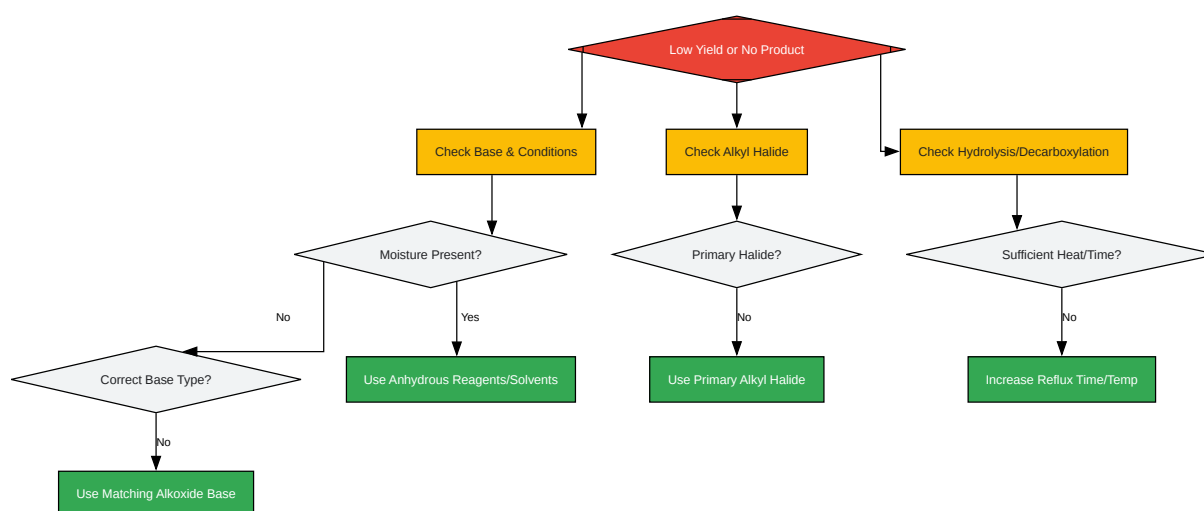 Low Yield or No Product
Check Base & Conditions
Check Alkyl Halide
Check Hydrolysis/Decarboxylation
Moisture Present?
Primary Halide?
Sufficient Heat/Time?
No
Yes
No
No
Correct Base Type?
Use Anhydrous Reagents/Solvents
Use Primary Alkyl Halide
Increase Reflux Time/Temp
No
Use Matching Alkoxide Base